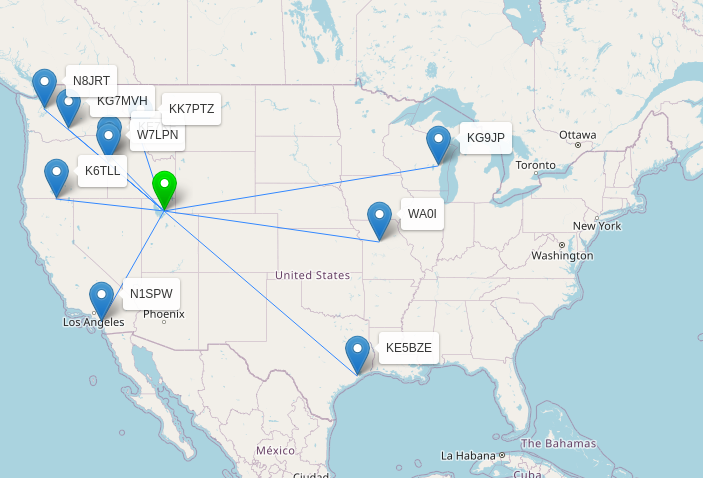 N8JRT
KG7MVH
KK7PTZ
W7LPN
KG9JP
Ottawa
Toronto
K6TLL
WA0I
New York
Washington
United States
N1SPW
Phoenix
Los Angeles
KE5BZE
México
La Habana
The Bahamas
Ciudad
Cuba